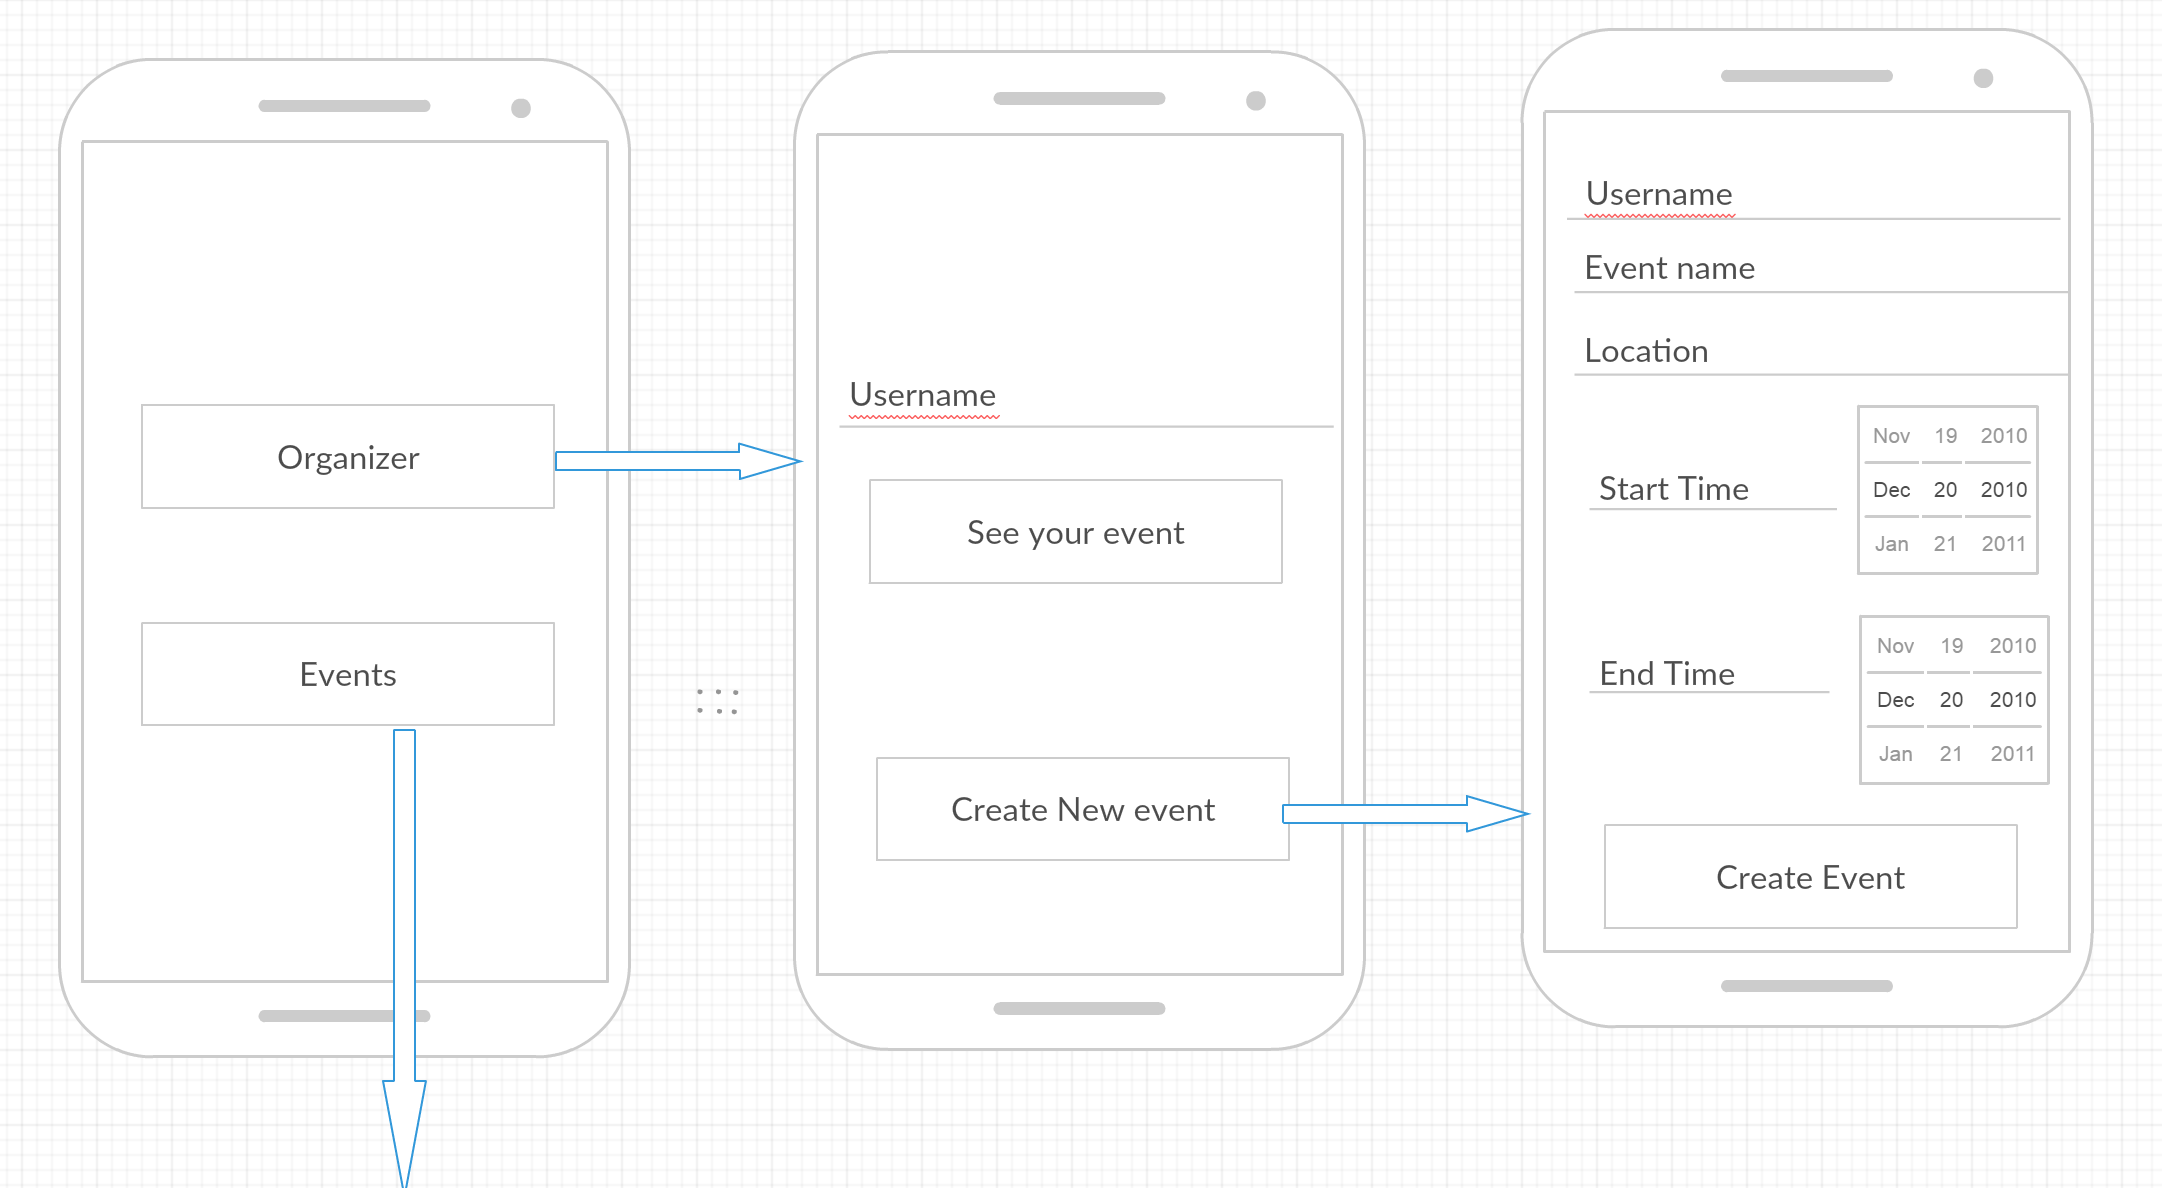 Organizer
Events
Username
See your event
Create New event
Username
Event name
Location
Start Time
Nov 19 2010
Dec 20 2010
Jan 21 2011
End Time
Nov 19 2010
Dec 20 2010
Jan 21 2011
Create Event